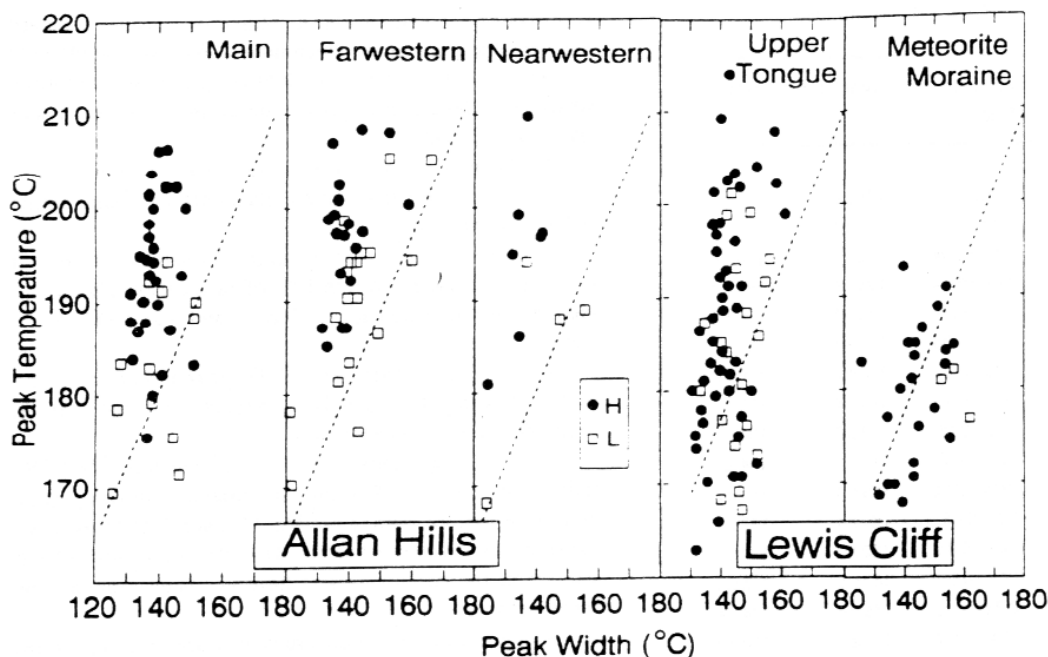 220
210
200
190
180
170
Peak Temperature (°C)
Main
Farwestern
Nearwestern
Upper
Tongue
Meteorite
Moraine
H
L
Allan Hills
Lewis Cliff
120 140 160 140 160 140 160 140 160 140 160 180
180
180
180
180
Peak Width (°C)